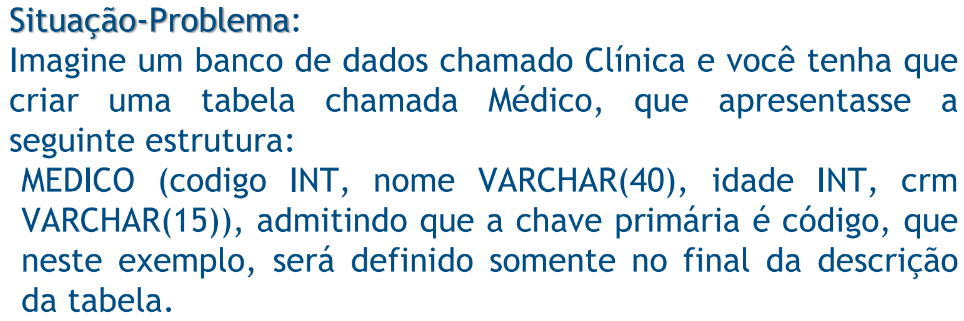 Situação-Problema:
Imagine um banco de dados chamado Clínica e você tenha que
criar uma tabela chamada Médico, que apresentasse a
seguinte estrutura:
MEDICO (codigo INT, nome VARCHAR(40), idade INT, crm
VARCHAR(15)), admitindo que a chave primária é código, que
neste exemplo, será definido somente no final da descrição
da tabela.